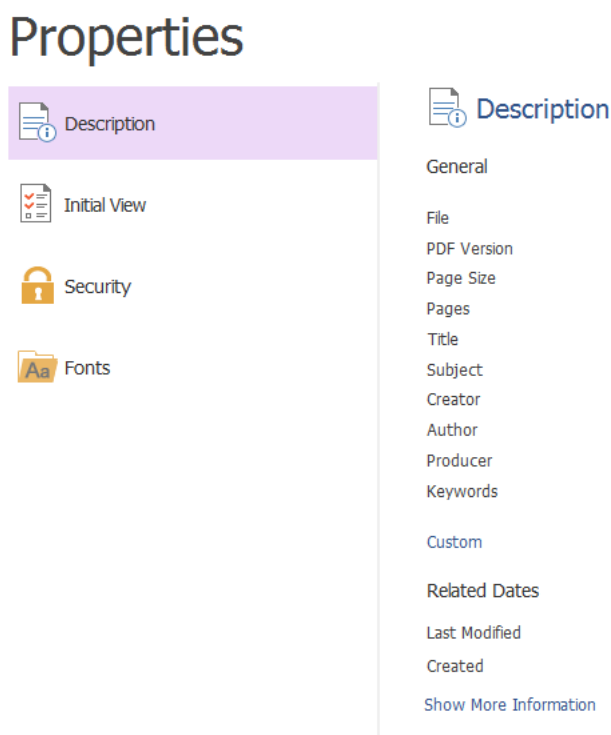 Properties
Description
Initial View
Security
Aa Fonts
Description
General
File
PDF Version
Page Size
Pages
Title
Subject
Creator
Author
Producer
Keywords
Custom
Related Dates
Last Modified
Created
Show More Information